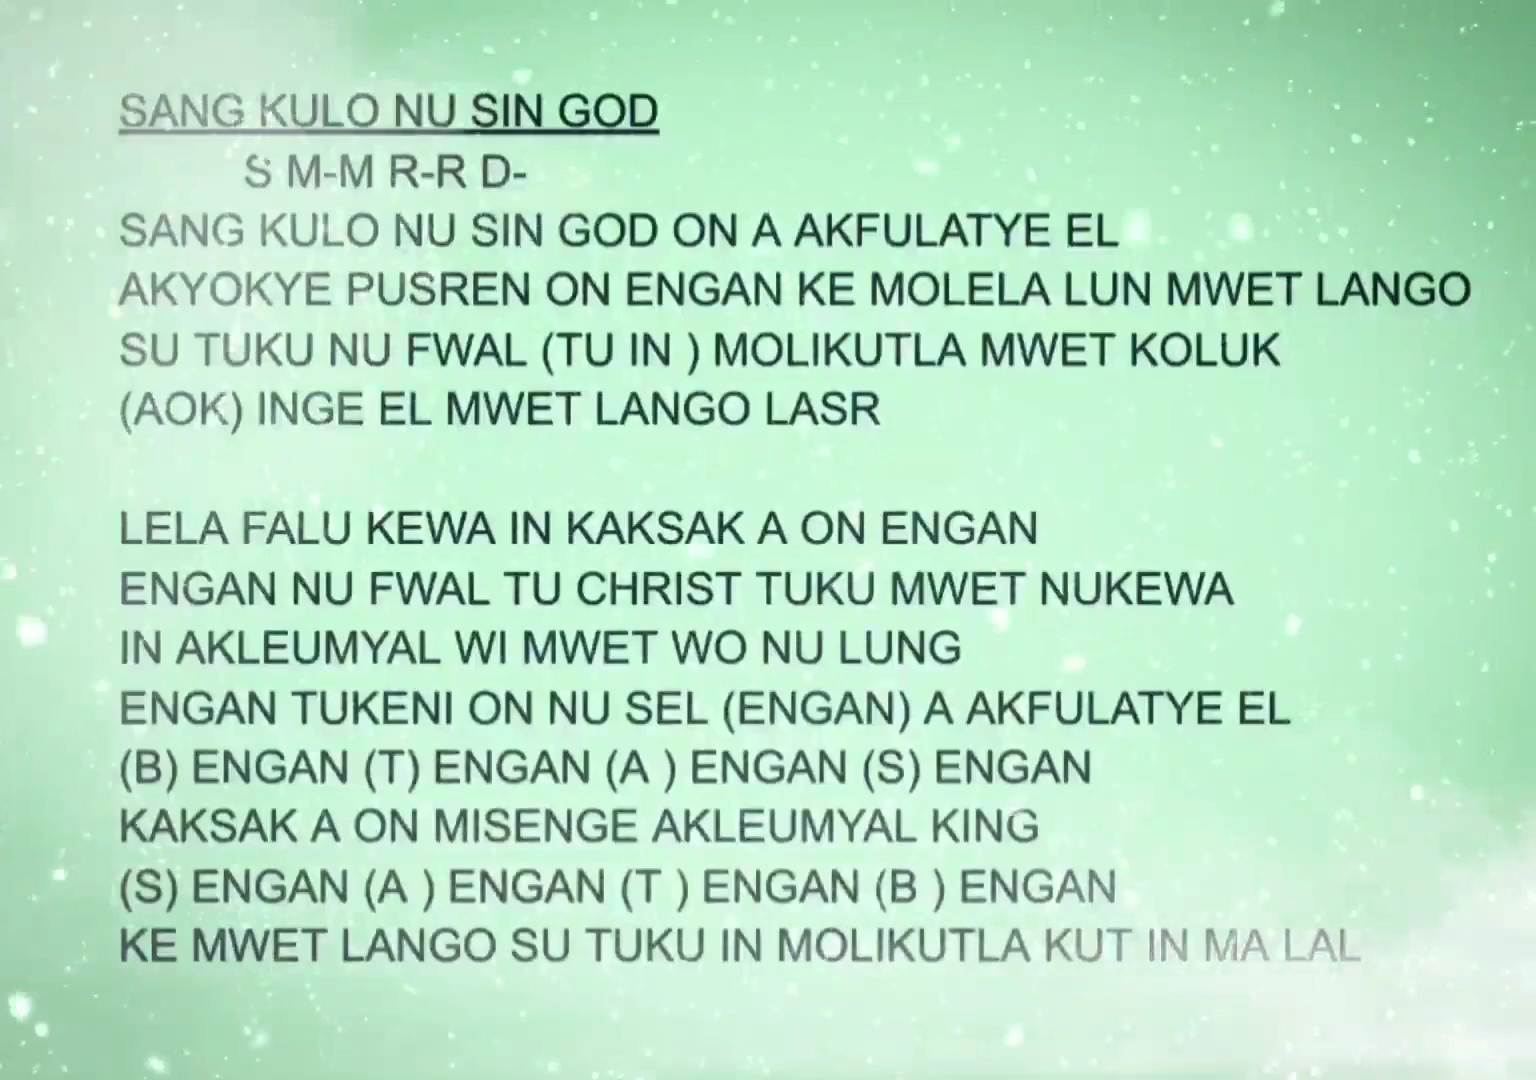 SANG KULO NU SIN GOD
S M-M R-R D-
SANG KULO NU SIN GOD ON A AKFULATYE EL
AKYOKYE PUSREN ON ENGAN KE MOLELA LUN MWET LANGO
SU TUKU NU FWAL (TU IN ) MOLIKUTLA MWET KOLUK
(AOK) INGE EL MWET LANGO LASR
LELA FALU KEWA IN KAKSAK A ON ENGAN
ENGAN NU FWAL TU CHRIST TUKU MWET NUKEWA
IN AKLEUMYAL WI MWET WO NU LUNG
ENGAN TUKENI ON NU SEL (ENGAN) A AKFULATYE EL
(B) ENGAN (T) ENGAN (A ) ENGAN (S) ENGAN
KAKSAK A ON MISENGE AKLEUMYAL KING
(S) ENGAN (A ) ENGAN (T ) ENGAN (B ) ENGAN
KE MWET LANGO SU TUKU IN MOLIKUTLA KUT IN MA LAL